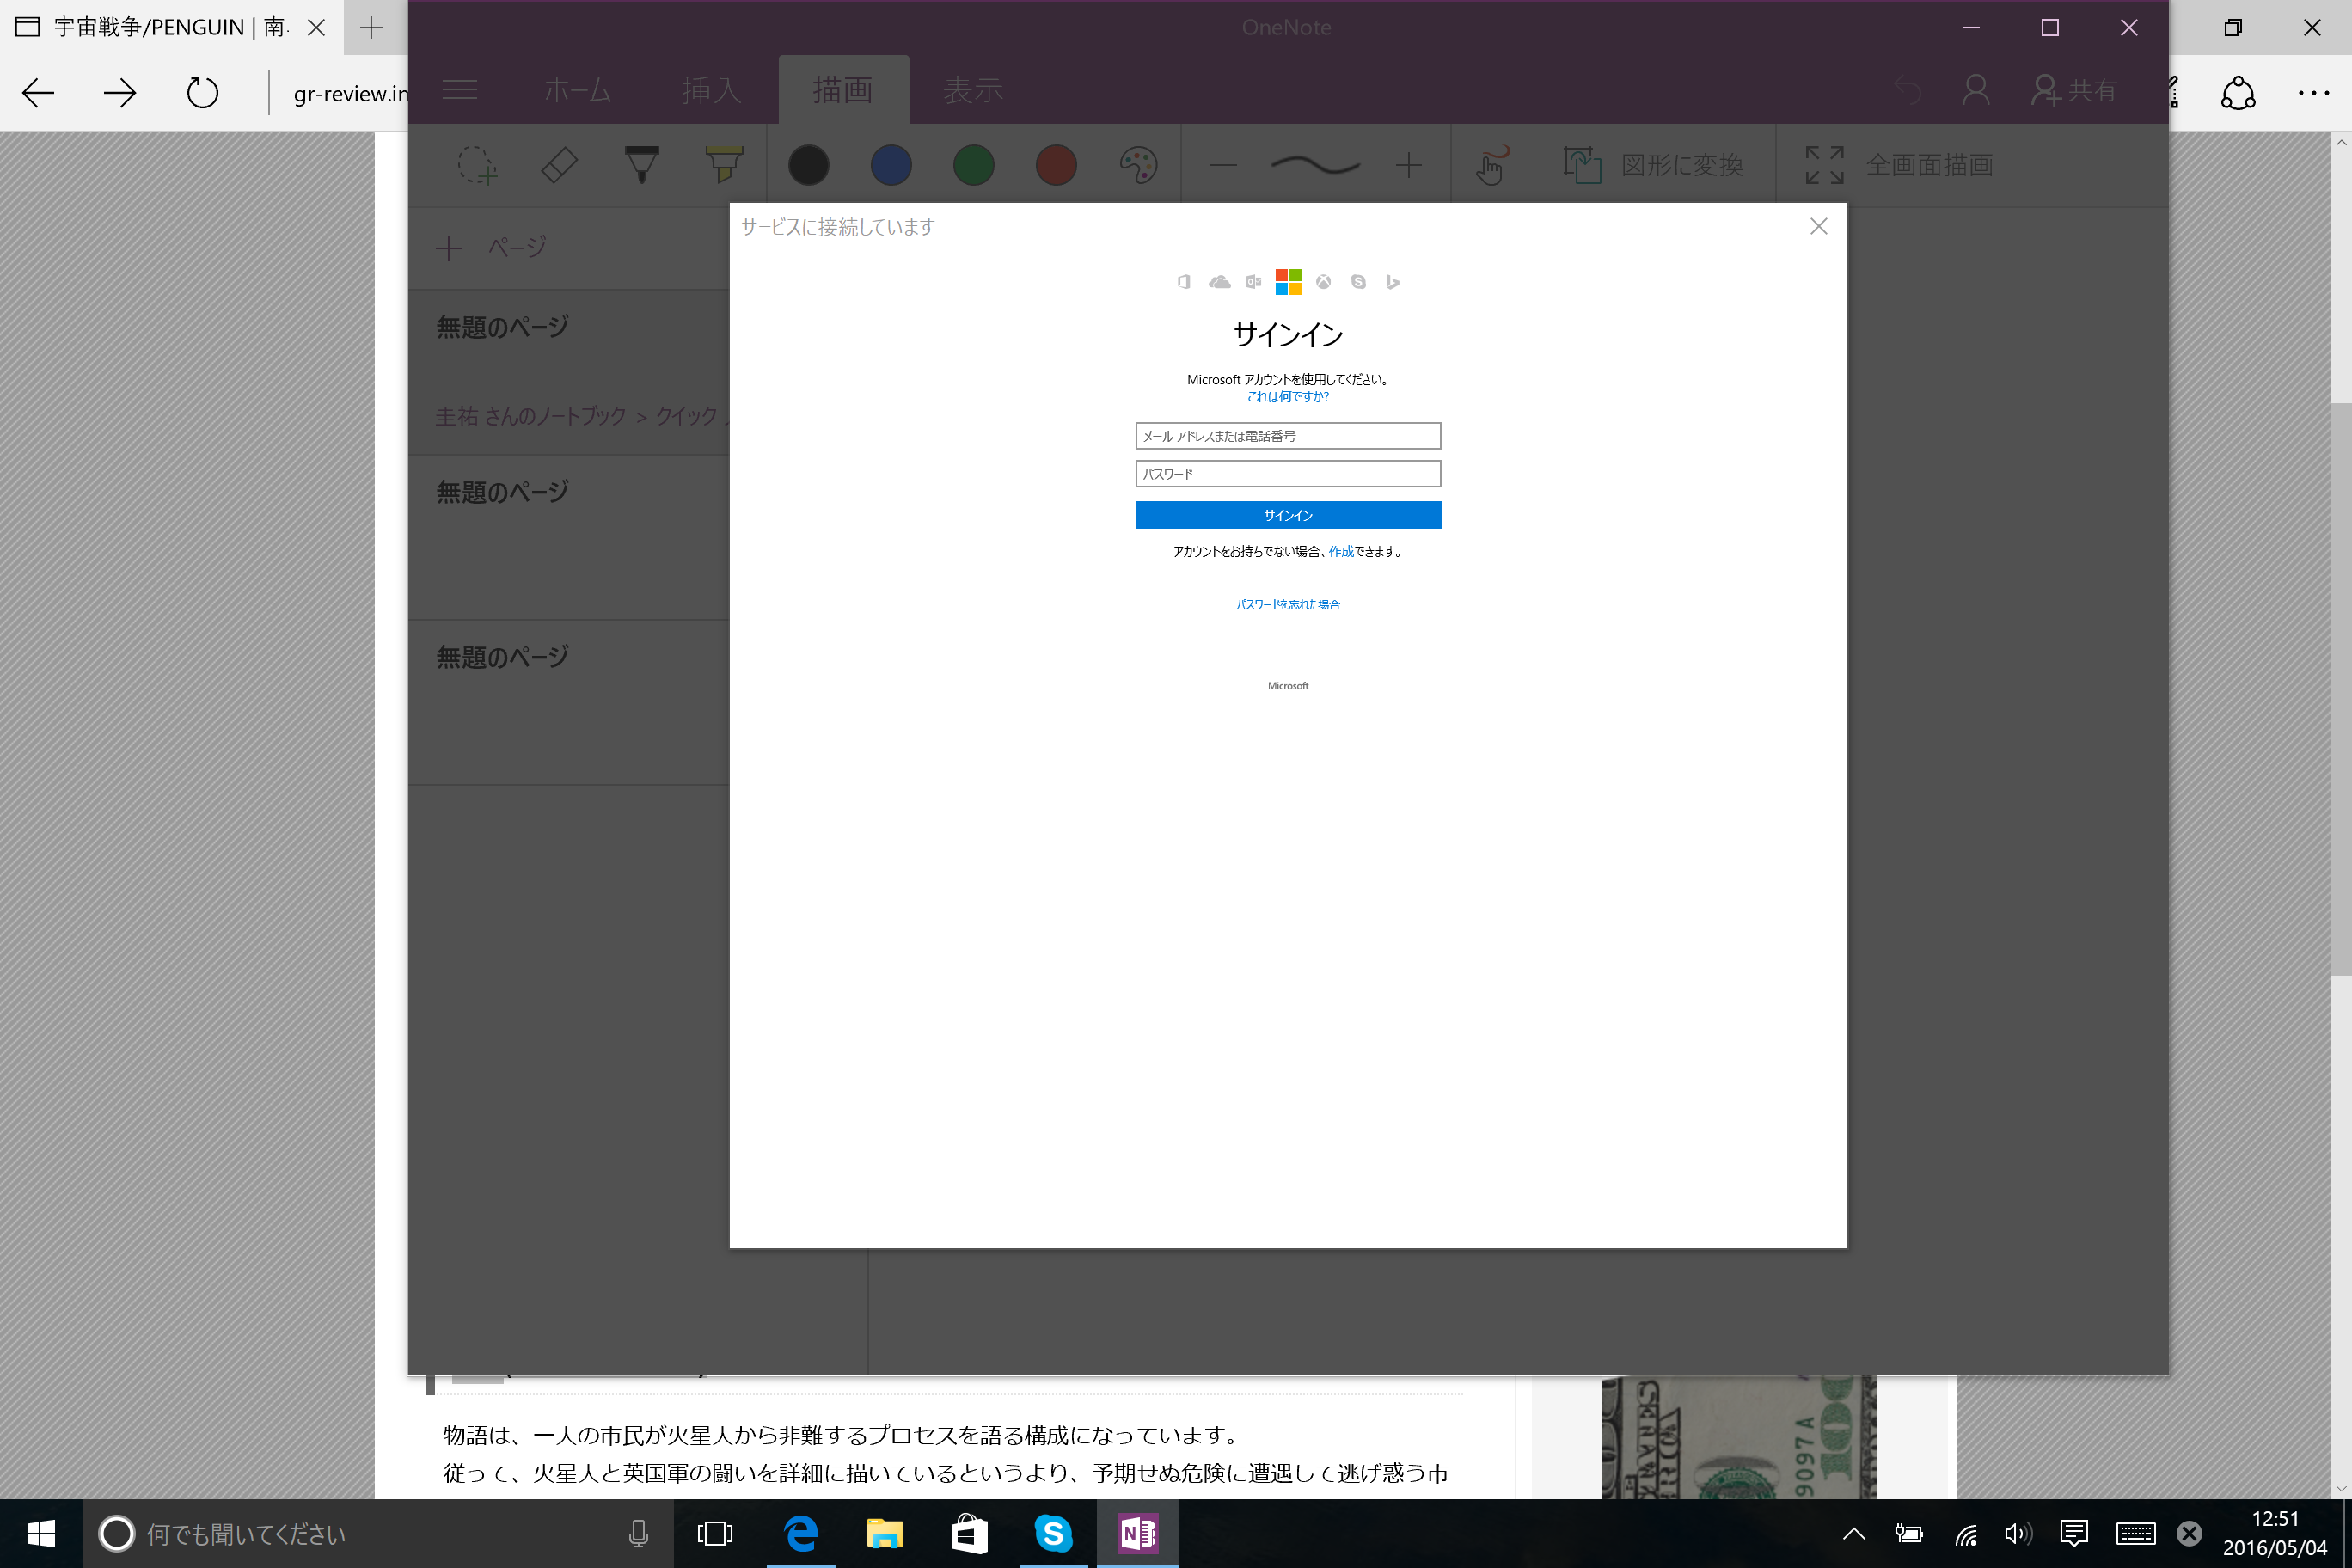 宇宙戦争/PENGUIN | 南.
OneNote
gr-review.in
ホーム 挿入 描画 表示 共有
図形に変換 全画面描画
ページ
サービスに接続しています
無題のページ
圭祐 さんのノートブック > クイック
無題のページ
無題のページ
サインイン
Microsoft アカウントを使用してください。
これは何ですか?
メール アドレスまたは電話番号
パスワード
サインイン
アカウントをお持ちでない場合、作成できます。
パスワードを忘れた場合
Microsoft
物語は、一人の市民が火星人から非難するプロセスを語る構成になっています。
従って、火星人と英国軍の闘いを詳細に描いているというより、予期せぬ危険に遭遇して逃げ惑う市
9097A
100
何でも聞いてください
12:51
2016/05/04